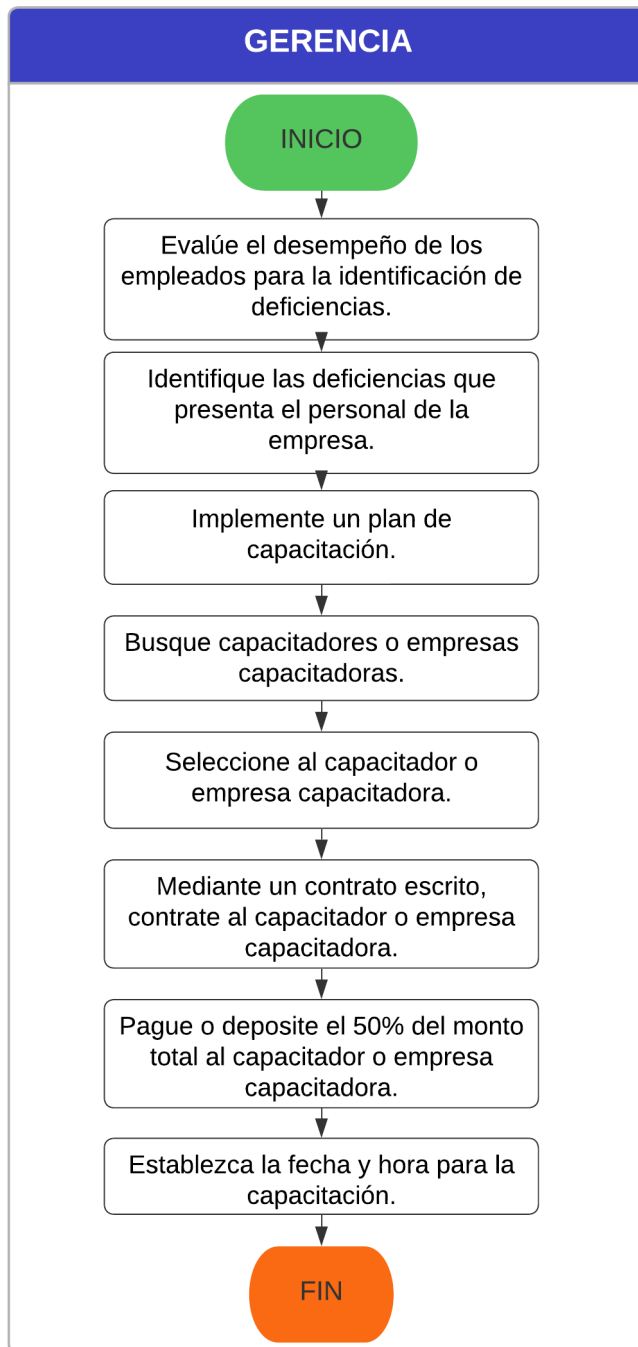 GERENCIA
INICIO
Evalúe el desempeño de los
empleados para la identificación de
deficiencias.
Identifique las deficiencias que
presenta el personal de la
empresa.
Implemente un plan de
capacitación.
Busque capacitadores o empresas
capacitadoras.
Seleccione al capacitador o
empresa capacitadora.
Mediante un contrato escrito,
contrate al capacitador o empresa
capacitadora.
Pague o deposite el 50% del monto
total al capacitador o empresa
capacitadora.
Establezca la fecha y hora para la
capacitación.
FIN